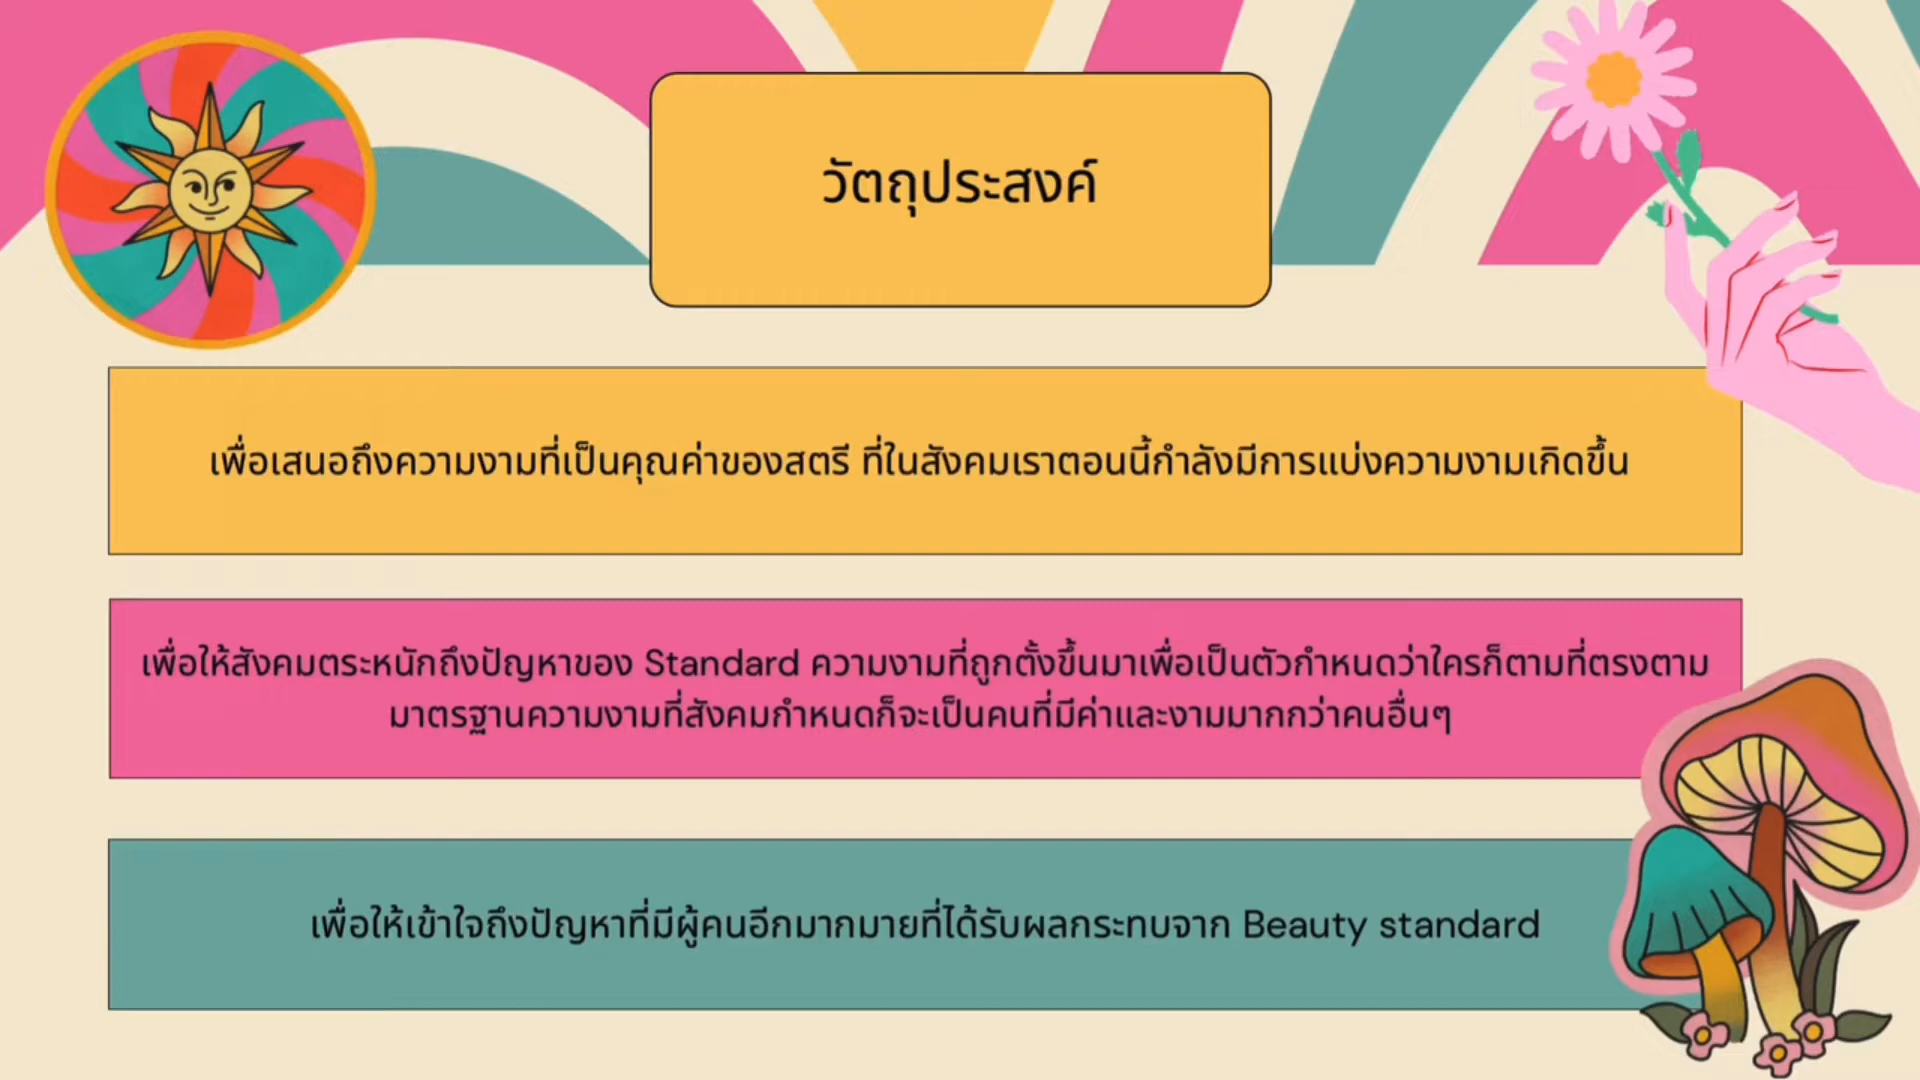 วัตถุประสงค์
เพื่อเสนอถึงความงามที่เป็นคุณค่าของสตรี ที่ในสังคมเราตอนนี้กำลังมีการแบ่งความงามเกิดขึ้น
เพื่อให้สังคมตระหนักถึงปัญหาของ Standard ความงามที่ถูกตั้งขึ้นมาเพื่อเป็นตัวกำหนดว่าใครก็ตามที่ตรงตาม
มาตรฐานความงามที่สังคมกำหนดก็จะเป็นคนที่มีค่าและงามมากกว่าคนอื่นๆ
เพื่อให้เข้าใจถึงปัญหาที่มีผู้คนอีกมากมายที่ได้รับผลกระทบจาก Beauty standard